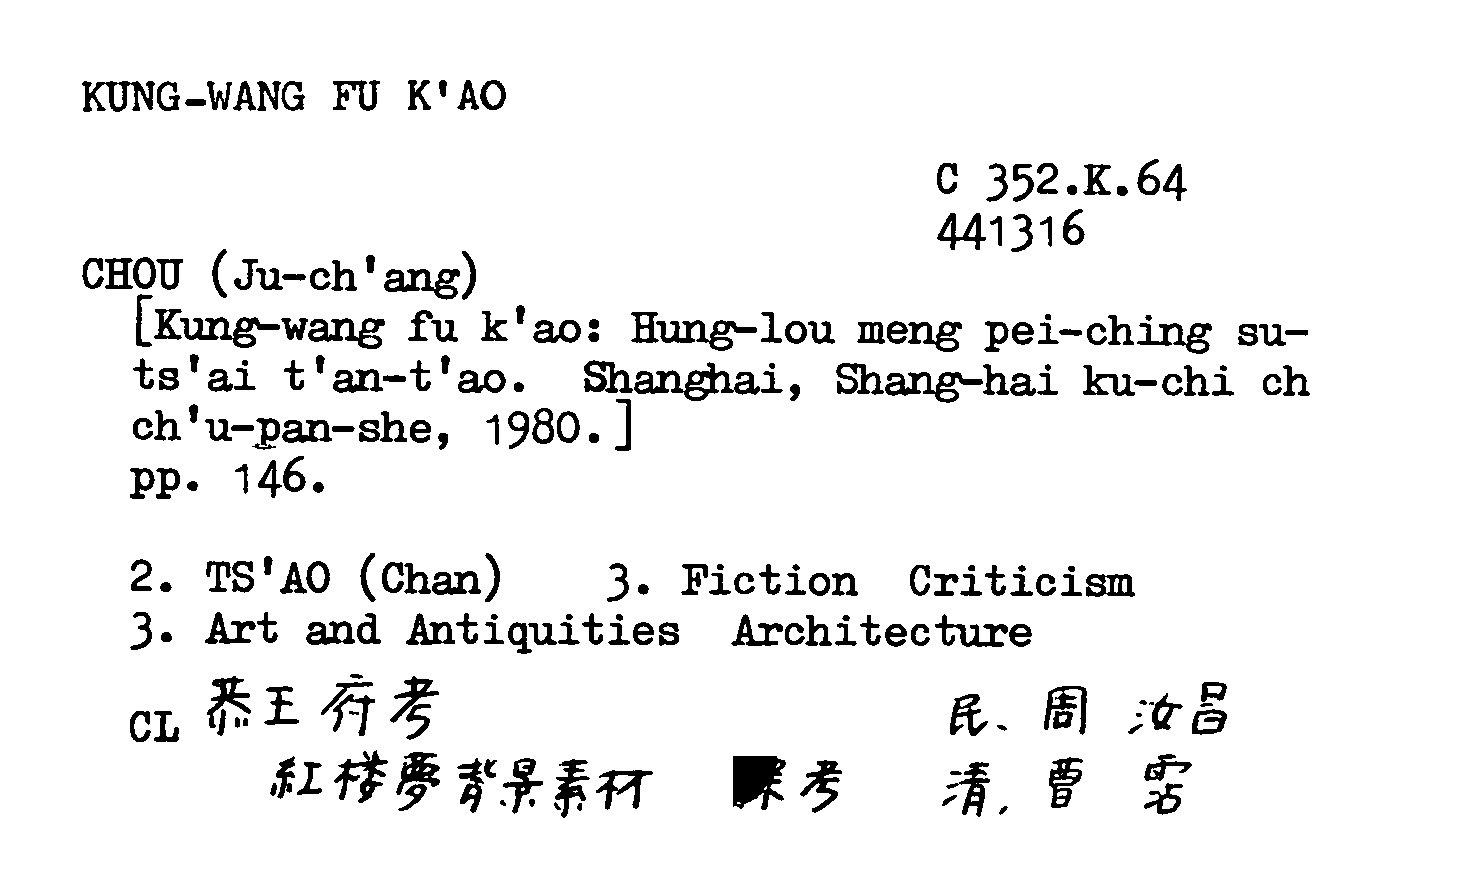 KUNG-WANG FU K'AO
C 352.K.64
441316
CHOU (Ju-ch'ang)
[Kung-wang fu k'ao: Hung-lou meng pei-ching su-
ts'ai t'an-t'ao. Shanghai, Shang-hai ku-chi ch
ch'u-pan-she, 1980.]
pp. 146.
2. TS'AO (Chan) 3. Fiction Criticism
3. Art and Antiquities Architecture
CL 恭王府考 民、周汝昌
紅楼夢背景素材 考 清,曹霑